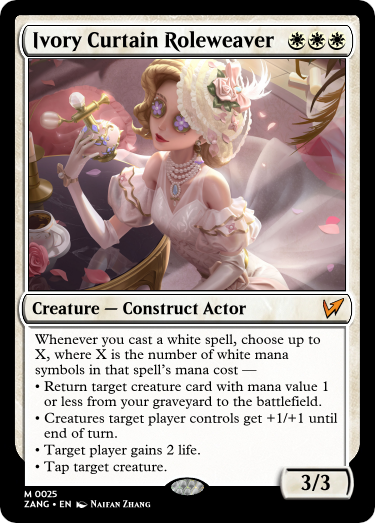 Ivory Curtain Roleweaver
Creature — Construct Actor
Whenever you cast a white spell, choose up to
X, where X is the number of white mana
symbols in that spell's mana cost —
• Return target creature card with mana value 1
or less from your graveyard to the battlefield.
• Creatures target player controls get +1/+1 until
end of turn.
• Target player gains 2 life.
• Tap target creature.
3/3
M 0025
ZANG • EN Naifan Zhang